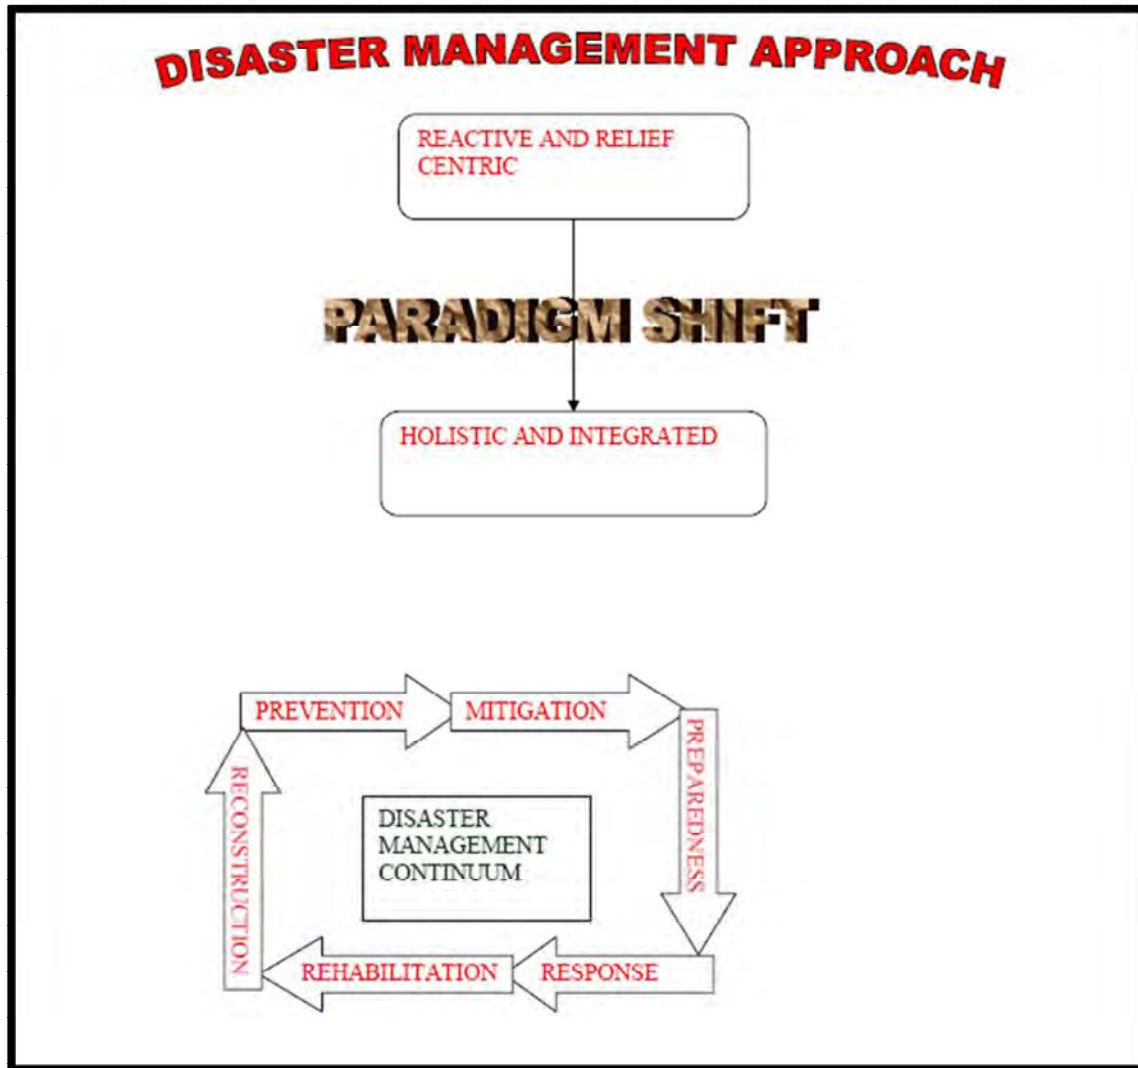 DISASTER MANAGEMENT APPROACH
REACTIVE AND RELIEF
CENTRIC
PARADIGM SHIFT
HOLISTIC AND INTEGRATED
PREVENTION
MITIGATION
PREPAREDNESS
RECONSTRUCTION
DISASTER
MANAGEMENT
CONTINUUM
REHABILITATION
RESPONSE